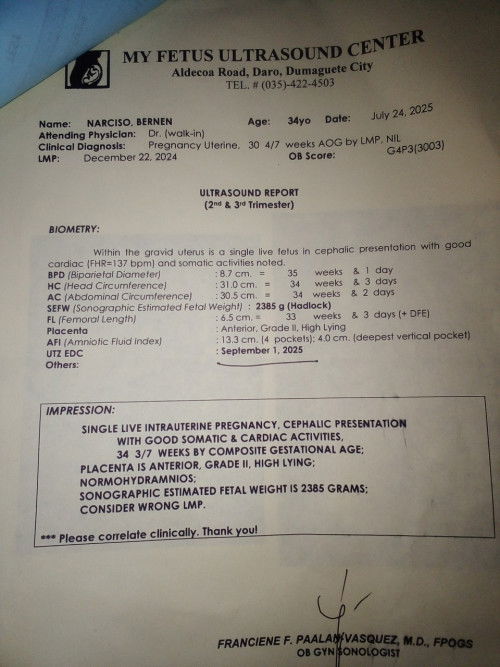 MY FETUS ULTRASOUND CENTER
Aldecoa Road, Daro, Dumaguete City
TEL. # (035)-422-4503
Name: NARCISO, BERNEN Age: 34yo Date: July 24, 2025
Attending Physician: Dr. (walk-in)
Clinical Diagnosis: Pregnancy Uterine, 30 4/7 weeks AOG by LMP, NIL
LMP: December 22, 2024 OB Score: G4P3(3003)
ULTRASOUND REPORT
(2nd & 3rd Trimester)
BIOMETRY:
Within the gravid uterus is a single live fetus in cephalic presentation with good
cardiac (FHR=137 bpm) and somatic activities noted.
BPD (Biparietal Diameter) : 8.7 cm. = 35 weeks & 1 day
HC (Head Circumference) : 31.0 cm. = 34 weeks & 3 days
AC (Abdominal Circumference) : 30.5 cm. = 34 weeks & 2 days
SEFW (Sonographic Estimated Fetal Weight) : 2385 g (Hadlock)
FL (Femoral Length) : 6.5 cm. = 33 weeks & 3 days (+ DFE)
Placenta : Anterior, Grade II, High Lying
AFI (Amniotic Fluid Index) : 13.3 cm. (4 pockets); 4.0 cm. (deepest vertical pocket)
UTZ EDC : September 1, 2025
Others:
IMPRESSION:
SINGLE LIVE INTRAUTERINE PREGNANCY, CEPHALIC PRESENTATION
WITH GOOD SOMATIC & CARDIAC ACTIVITIES,
34 3/7 WEEKS BY COMPOSITE GESTATIONAL AGE;
PLACENTA IS ANTERIOR, GRADE II, HIGH LYING;
NORMOHYDRAMNIOS;
SONOGRAPHIC ESTIMATED FETAL WEIGHT IS 2385 GRAMS;
CONSIDER WRONG LMP.
*** Please correlate clinically. Thank you!
FRANCIENE F. PAALAN-VASQUEZ, M.D., FPOGS
OB GYN SONOLOGIST